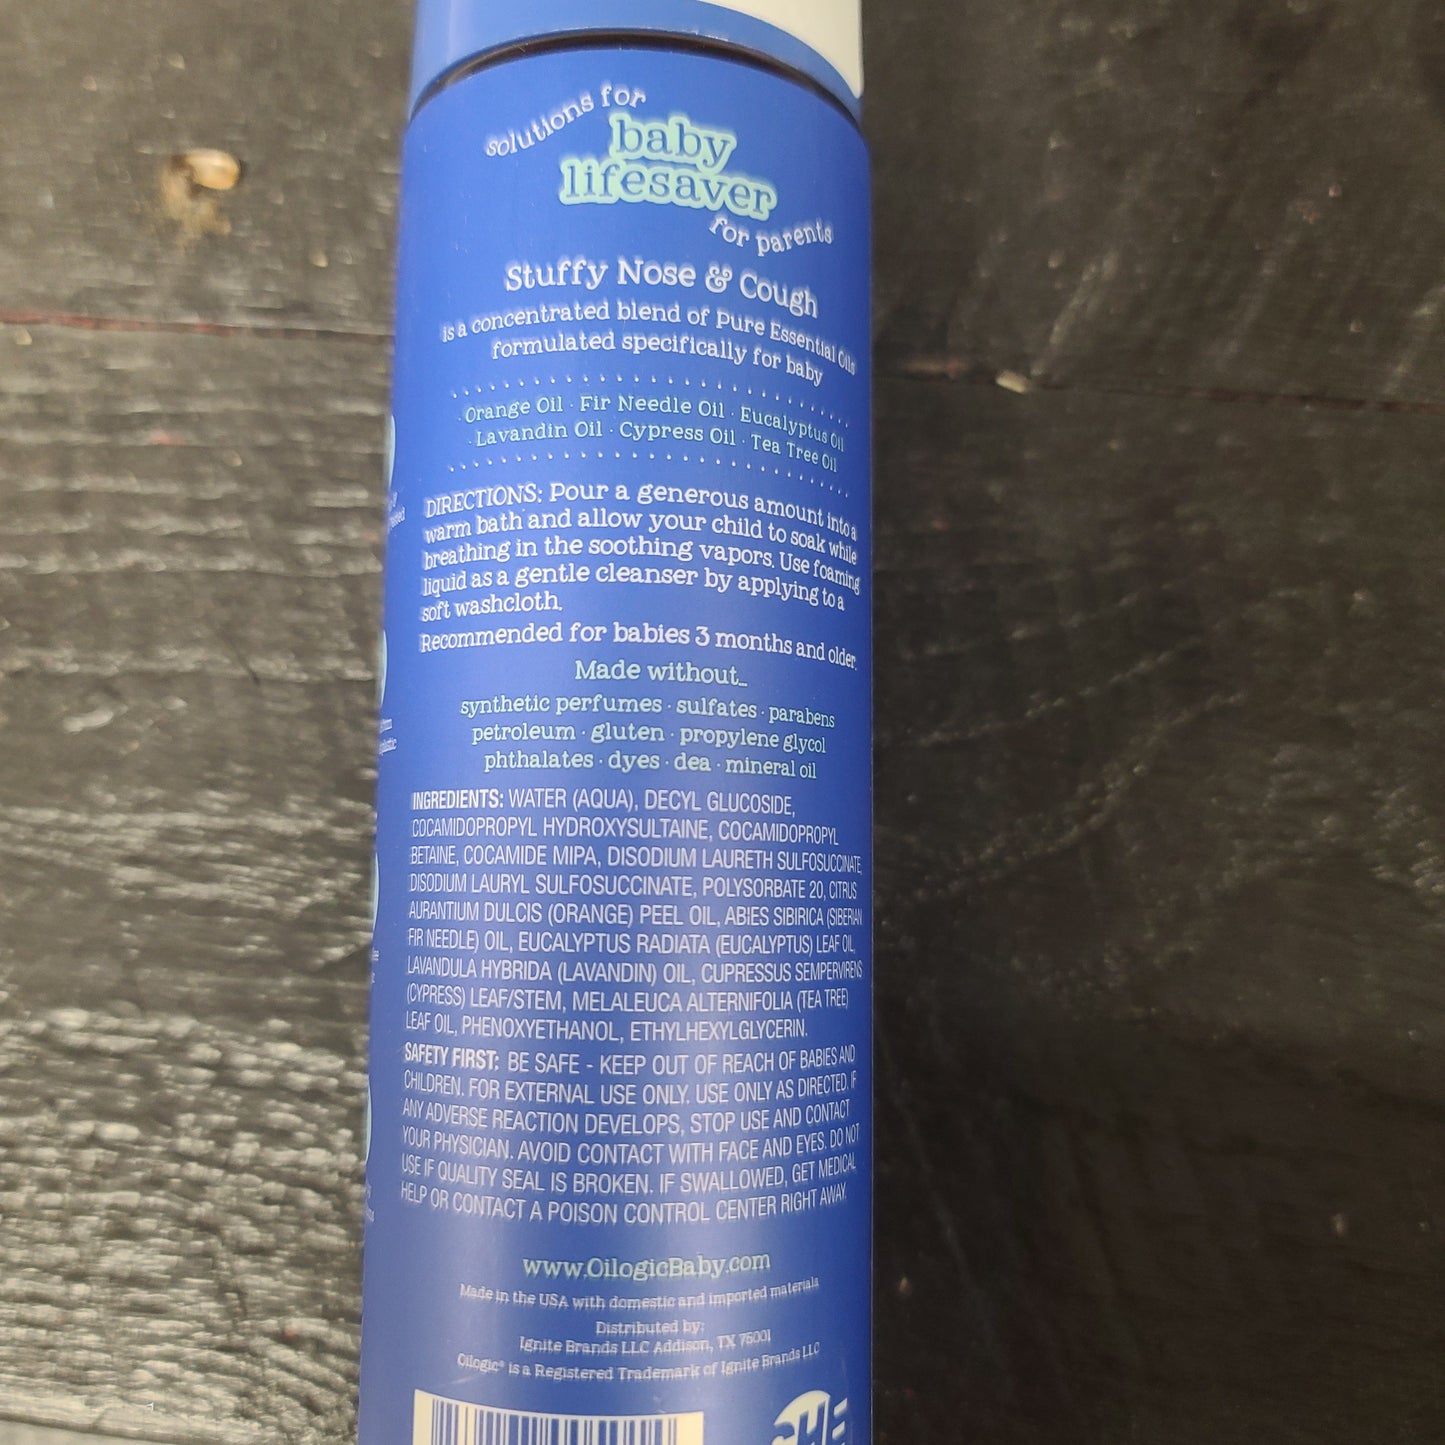 solutions for
baby
lifesaver
for parents
Stuffy Nose & Cough
is a concentrated blend of Pure Essential Oils
formulated specifically for baby
· Orange Oil · Fir Needle Oil · Eucalyptus Oil
· Lavandin Oil · Cypress Oil · Tea Tree Oil
DIRECTIONS: Pour a generous amount into a
warm bath and allow your child to soak while
breathing in the soothing vapors. Use foaming
liquid as a gentle cleanser by applying to a
soft washcloth.
Recommended for babies 3 months and older.
Made without...
synthetic perfumes · sulfates · parabens
petroleum · gluten · propylene glycol
phthalates · dyes · dea · mineral oil
INGREDIENTS: WATER (AQUA), DECYL GLUCOSIDE,
COCAMIDOPROPYL HYDROXYSULTAINE, COCAMIDOPROPYL
BETAINE, COCAMIDE MIPA, DISODIUM LAURETH SULFOSUCCINATE,
DISODIUM LAURYL SULFOSUCCINATE, POLYSORBATE 20, CITRUS
AURANTIUM DULCIS (ORANGE) PEEL OIL, ABIES SIBIRICA (SIBERIAN
FIR NEEDLE) OIL, EUCALYPTUS RADIATA (EUCALYPTUS) LEAF OIL,
LAVANDULA HYBRIDA (LAVANDIN) OIL, CUPRESSUS SEMPERVIRENS
(CYPRESS) LEAF/STEM, MELALEUCA ALTERNIFOLIA (TEA TREE)
LEAF OIL, PHENOXYETHANOL, ETHYLHEXYLGLYCERIN.
SAFETY FIRST: BE SAFE - KEEP OUT OF REACH OF BABIES AND
CHILDREN. FOR EXTERNAL USE ONLY. USE ONLY AS DIRECTED. IF
ANY ADVERSE REACTION DEVELOPS, STOP USE AND CONTACT
YOUR PHYSICIAN. AVOID CONTACT WITH FACE AND EYES. DO NOT
USE IF QUALITY SEAL IS BROKEN. IF SWALLOWED, GET MEDICAL
HELP OR CONTACT A POISON CONTROL CENTER RIGHT AWAY.
www.OilogicBaby.com
Made in the USA with domestic and imported materials
Distributed by:
Ignite Brands LLC Addison, TX 75001
Oilogic® is a Registered Trademark of Ignite Brands LLC